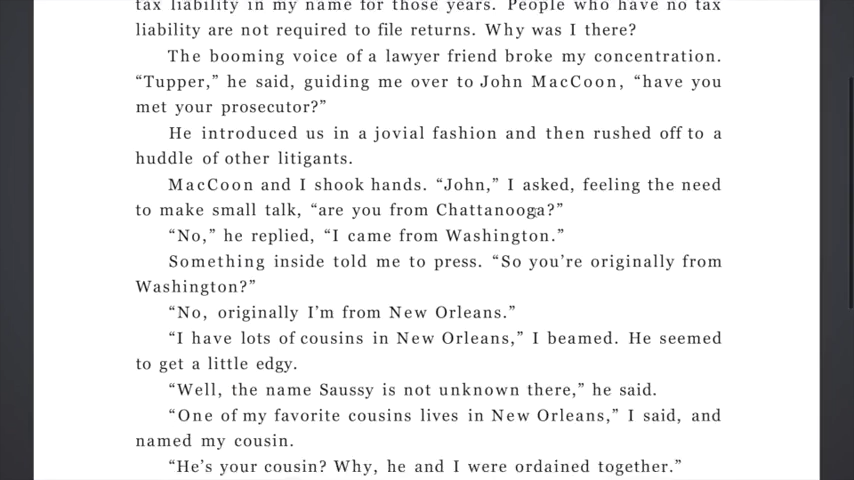 tax liability in my name for those years. People who have no tax
liability are not required to file returns. Why was I there?
The booming voice of a lawyer friend broke my concentration.
“Tupper,” he said, guiding me over to John MacCoon, “have you
met your prosecutor?”
He introduced us in a jovial fashion and then rushed off to a
huddle of other litigants.
MacCoon and I shook hands. “John,” I asked, feeling the need
to make small talk, “are you from Chattanooga?”
“No,” he replied, “I came from Washington.”
Something inside told me to press. “So you’re originally from
Washington?”
“No, originally I’m from New Orleans.”
“I have lots of cousins in New Orleans,” I beamed. He seemed
to get a little edgy.
“Well, the name Saussy is not unknown there,” he said.
“One of my favorite cousins lives in New Orleans,” I said, and
named my cousin.
“He’s your cousin? Why, he and I were ordained together.”